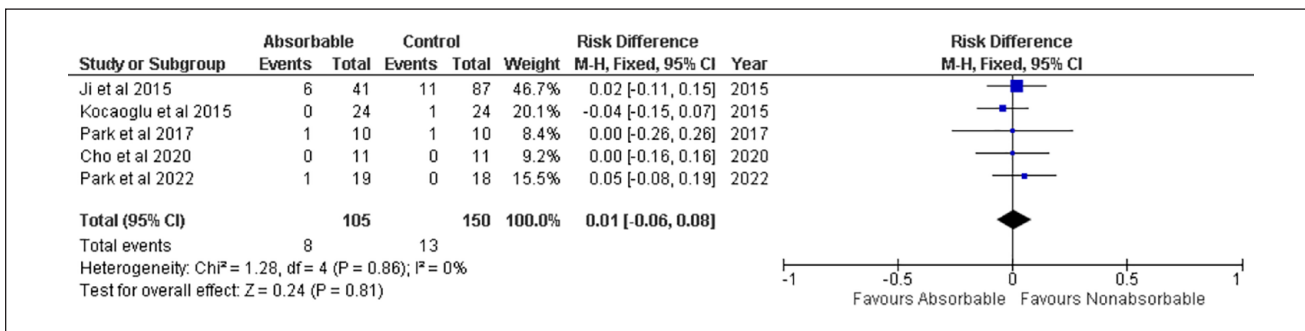 Absorbable Control Risk Difference Risk Difference
Study or Subgroup Events Total Events Total Weight M-H, Fixed, 95% CI Year M-H, Fixed, 95% CI
Ji et al 2015 6 41 11 87 46.7% 0.02 [-0.11, 0.15] 2015
Kocaoglu et al 2015 0 24 1 24 20.1% -0.04 [-0.15, 0.07] 2015
Park et al 2017 1 10 1 10 8.4% 0.00 [-0.26, 0.26] 2017
Cho et al 2020 0 11 0 11 9.2% 0.00 [-0.16, 0.16] 2020
Park et al 2022 1 19 0 18 15.5% 0.05 [-0.08, 0.19] 2022
Total (95% CI) 105 150 100.0% 0.01 [-0.06, 0.08]
Total events 8 13
Heterogeneity: Chi² = 1.28, df = 4 (P = 0.86); I² = 0%
Test for overall effect: Z = 0.24 (P = 0.81)
-1 -0.5 0 0.5 1
Favours Absorbable Favours Nonabsorbable